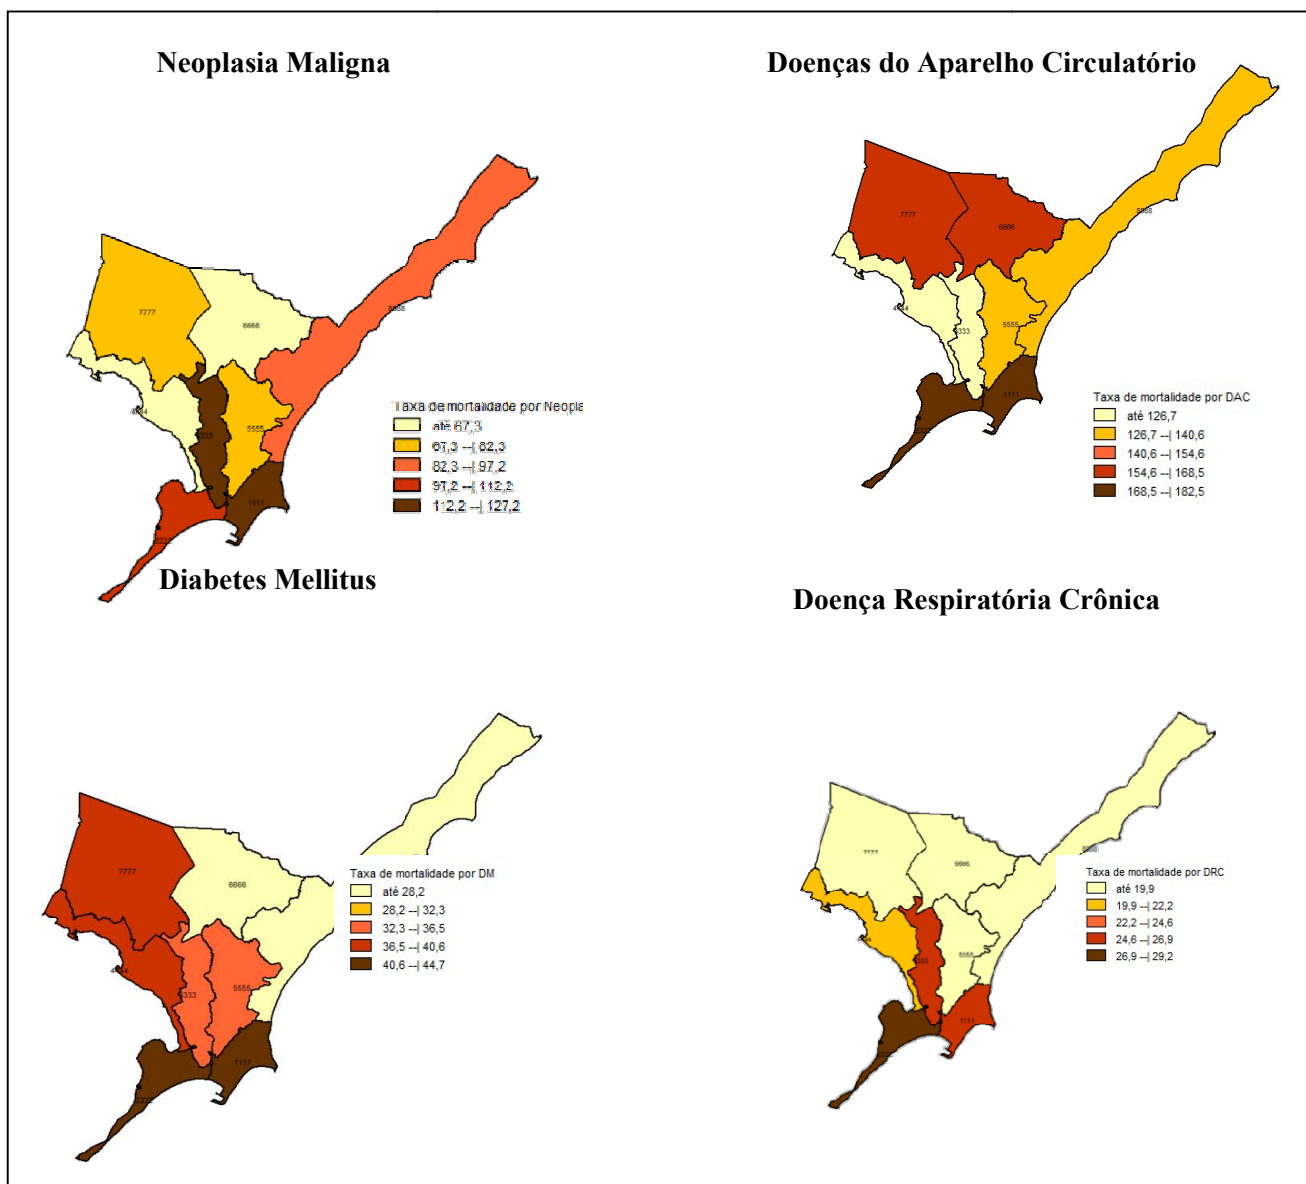 Neoplasia Maligna
7777
6666
5555
1111
Taxa de mortalidade por Neopla
até 67,3
67,3 --| 82,3
82,3 --| 97,2
97,2 --| 112,2
112,2 --| 127,2
Doenças do Aparelho Circulatório
7777
6666
5555
1111
Taxa de mortalidade por DAC
até 126,7
126,7 --| 140,6
140,6 --| 154,6
154,6 --| 168,5
168,5 --| 182,5
Diabetes Mellitus
7777
6666
5555
1111
Taxa de mortalidade por DM
até 28,2
28,2 --| 32,3
32,3 --| 36,5
36,5 --| 40,6
40,6 --| 44,7
Doença Respiratória Crônica
7777
6666
5555
1111
Taxa de mortalidade por DRC
até 19,9
19,9 --| 22,2
22,2 --| 24,6
24,6 --| 26,9
26,9 --| 29,2